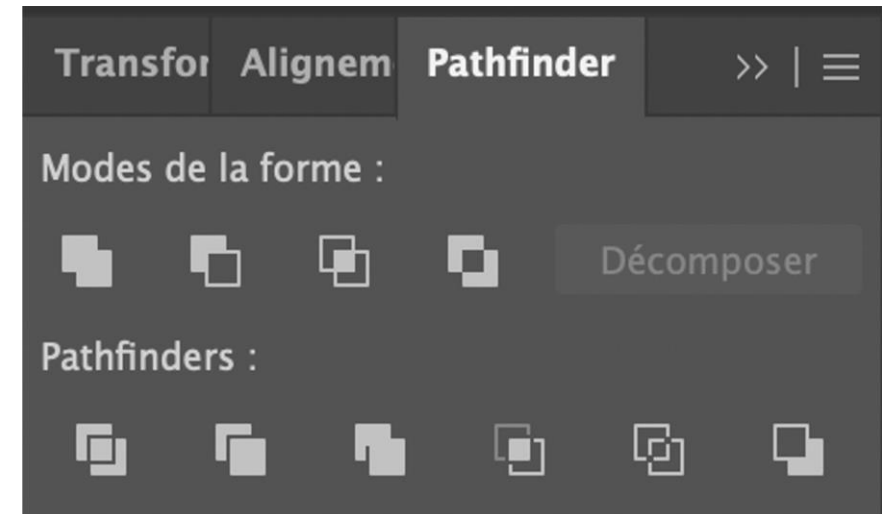 Transfor Alignem Pathfinder >> | ≡
Modes de la forme :
Décomposer
Pathfinders :